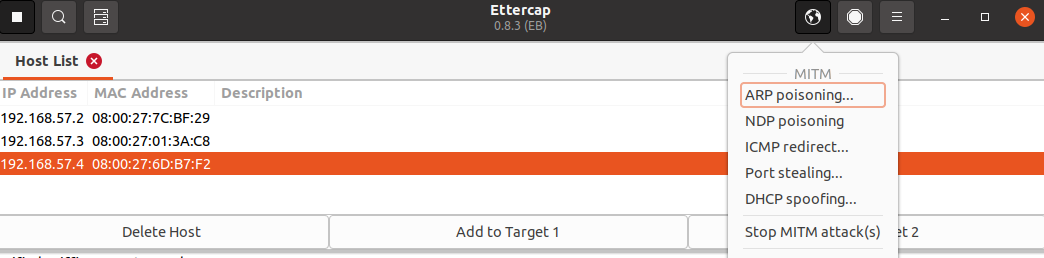 Ettercap
0.8.3 (EB)
Host List
MITM
IP Address MAC Address Description
ARP poisoning...
192.168.57.2 08:00:27:7C:BF:29
NDP poisoning
192.168.57.3 08:00:27:01:3A:C8
ICMP redirect...
192.168.57.4 08:00:27:6D:B7:F2
Port stealing...
DHCP spoofing...
Delete Host
Add to Target 1
Stop MITM attack(s)
et 2